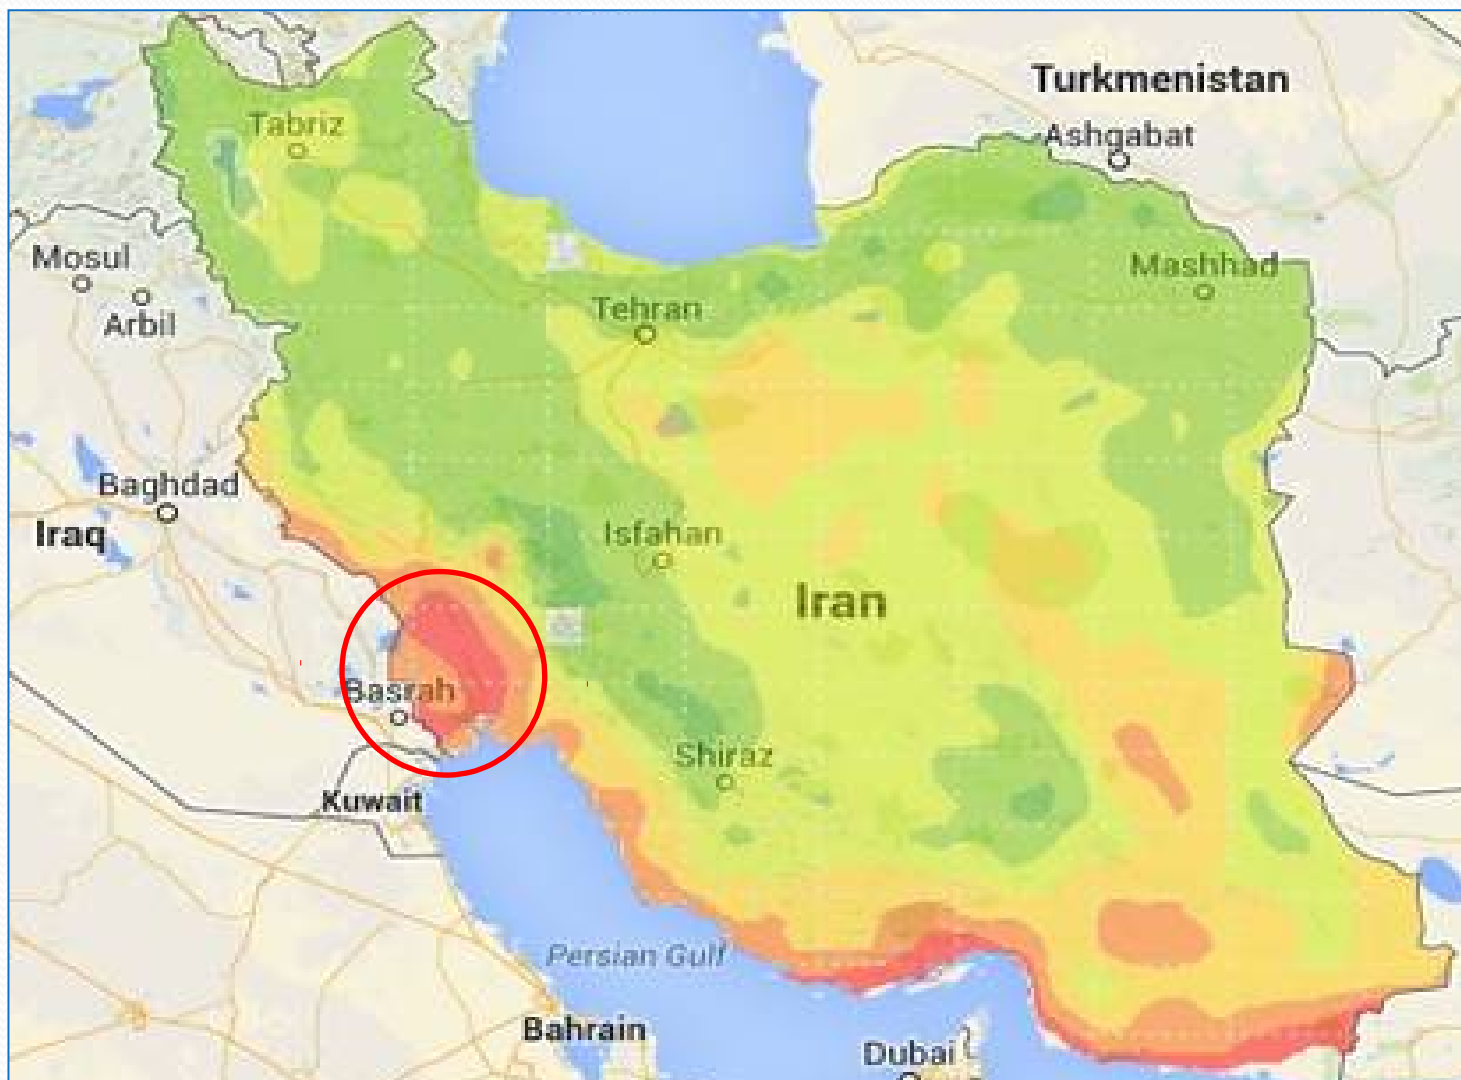 Turkmenistan
Ashgabat
Tabriz
Mosul
Mashhad
Arbil
Tehran
Baghdad
Iraq
Isfahan
Iran
Basrah
Shiraz
Kuwait
Persian Gulf
Bahrain
Dubai